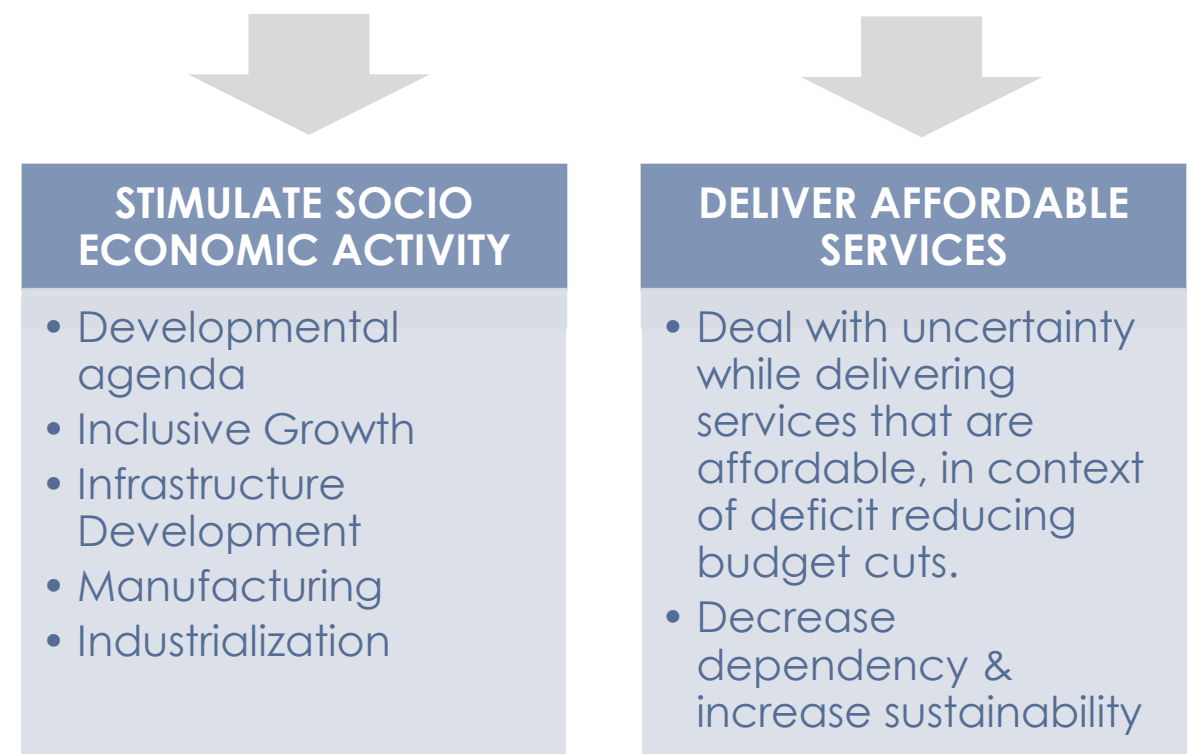 STIMULATE SOCIO
ECONOMIC ACTIVITY
• Developmental
agenda
• Inclusive Growth
• Infrastructure
Development
• Manufacturing
• Industrialization
DELIVER AFFORDABLE
SERVICES
• Deal with uncertainty
while delivering
services that are
affordable, in context
of deficit reducing
budget cuts.
• Decrease
dependency &
increase sustainability